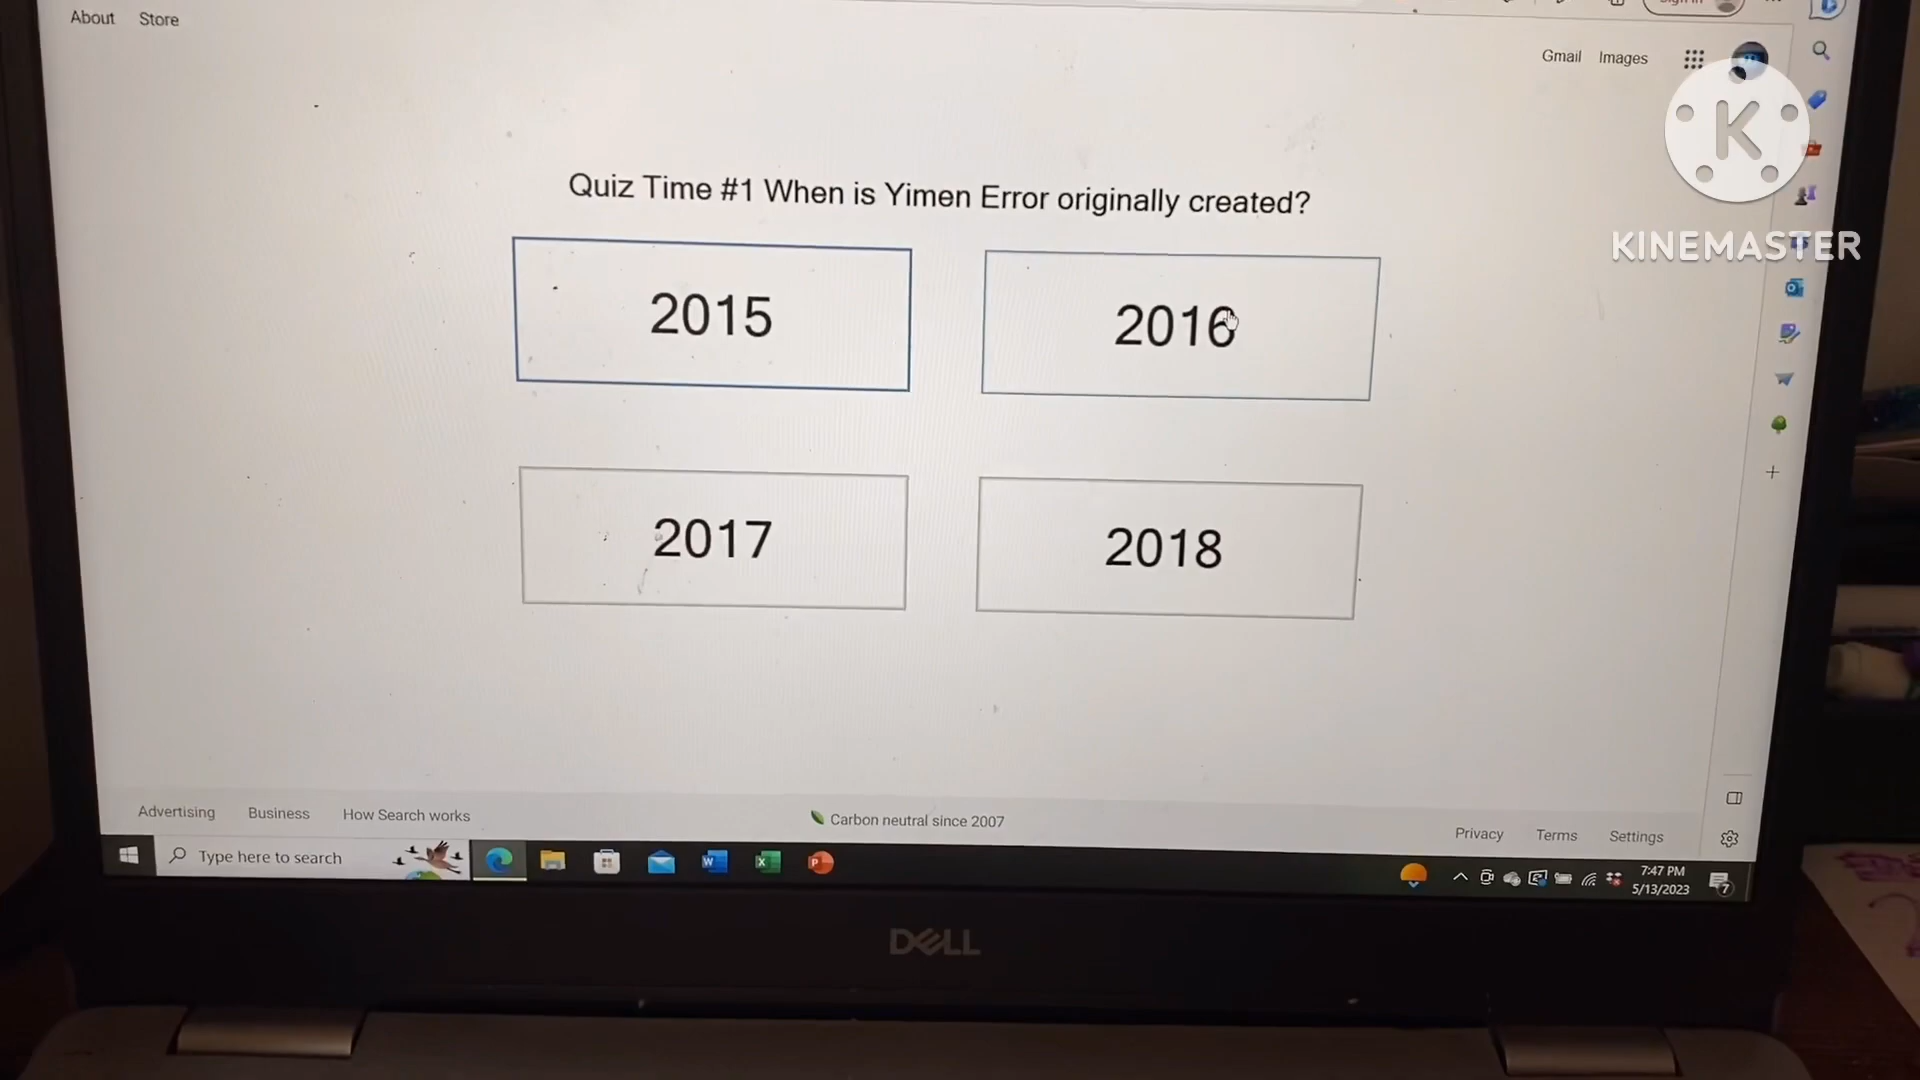 About Store
Gmail Images
K
KINEMASTER
Quiz Time #1 When is Yimen Error originally created?
2015
2016
2017
2018
Advertising Business How Search works
Carbon neutral since 2007
Privacy Terms Settings
Type here to search
7:47 PM
5/13/2023
7
DELL